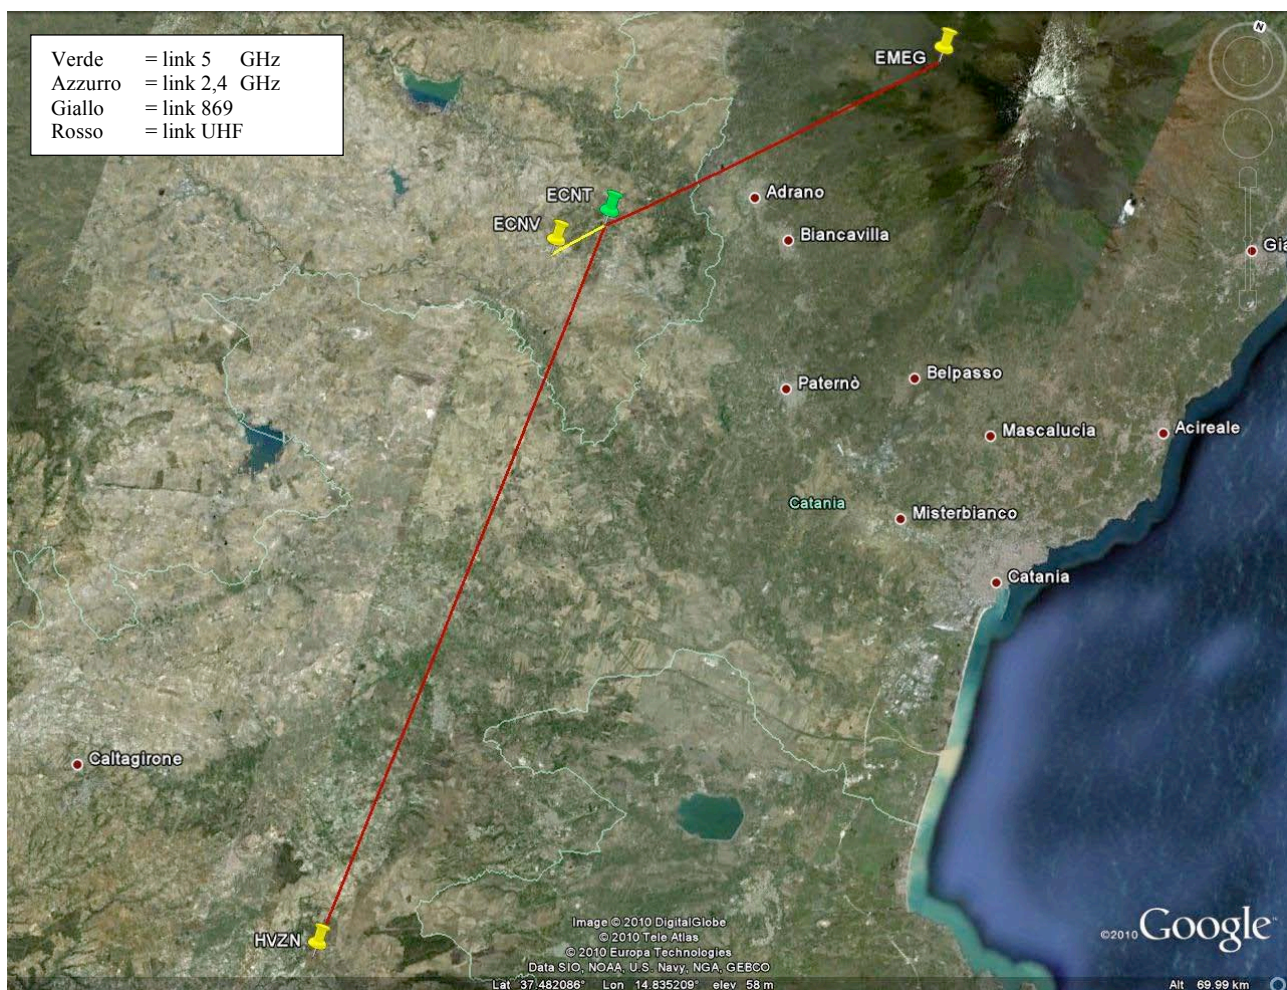 Verde = link 5 GHz
Azzurro = link 2,4 GHz
Giallo = link 869
Rosso = link UHF
N
EMEG
ECNT
ECNV
Adrano
Biancavilla
Gia
Paternò
Belpasso
Mascalucia
Acireale
Catania
Misterbianco
Catania
Caltagirone
HVZN
Image © 2010 DigitalGlobe
© 2010 Tele Atlas
© 2010 Europa Technologies
Data SIO, NOAA, U.S. Navy, NGA, GEBCO
©2010 Google™
Lat 37.482086° Lon 14.835209° elev 58 m Alt 69.99 km